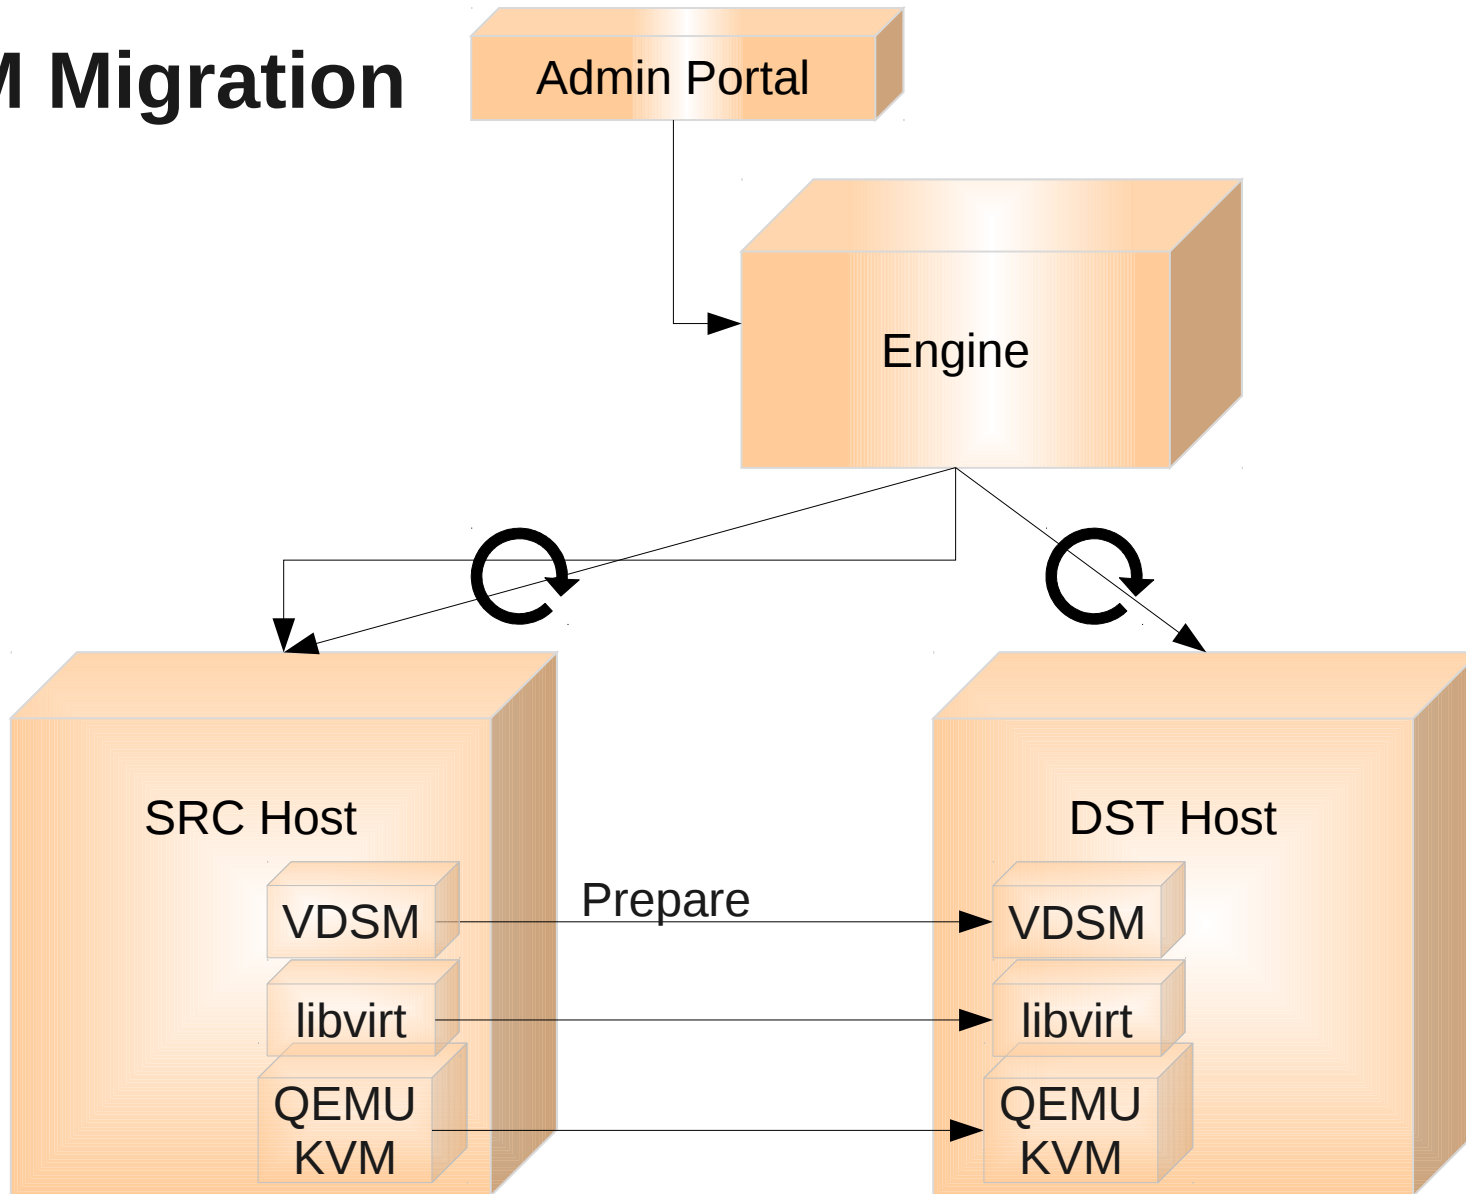 M Migration
Admin Portal
Engine
SRC Host
DST Host
Prepare
VDSM
VDSM
libvirt
libvirt
QEMU
KVM
QEMU
KVM